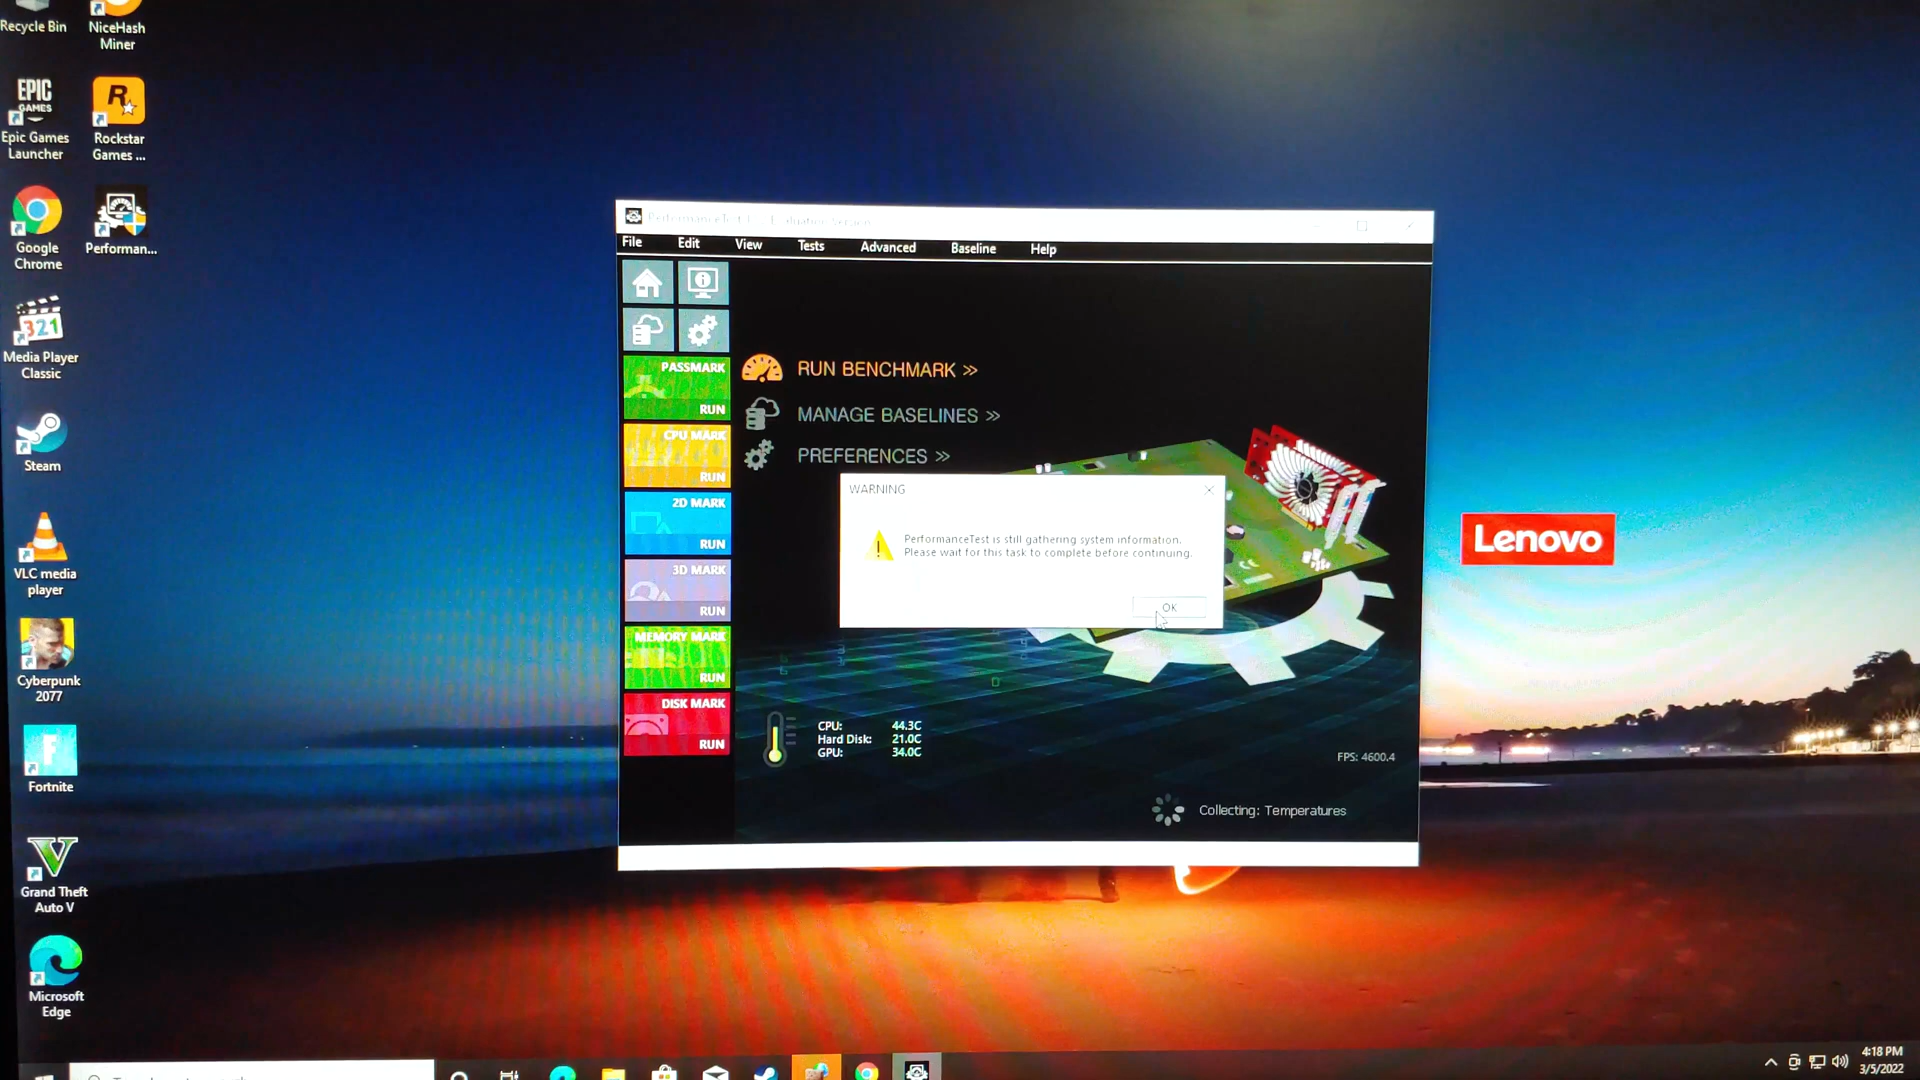 Recycle Bin
NiceHash
Miner
EPIC
GAMES
Epic Games
Launcher
R
Rockstar
Games ...
Google
Chrome
Performan...
321
Media Player
Classic
Steam
VLC media
player
Cyberpunk
2077
F
Fortnite
V
Grand Theft
Auto V
Microsoft
Edge
File Edit View Tests Advanced Baseline Help
PASSMARK
RUN
CPU MARK
RUN
2D MARK
RUN
3D MARK
RUN
MEMORY MARK
RUN
DISK MARK
RUN
RUN BENCHMARK »
MANAGE BASELINES »
PREFERENCES »
WARNING
PerformanceTest is still gathering system information.
Please wait for this task to complete before continuing.
OK
CPU: 44.3C
Hard Disk: 21.0C
GPU: 34.0C
FPS: 4600.4
Collecting: Temperatures
Lenovo
4:18 PM
3/5/2022